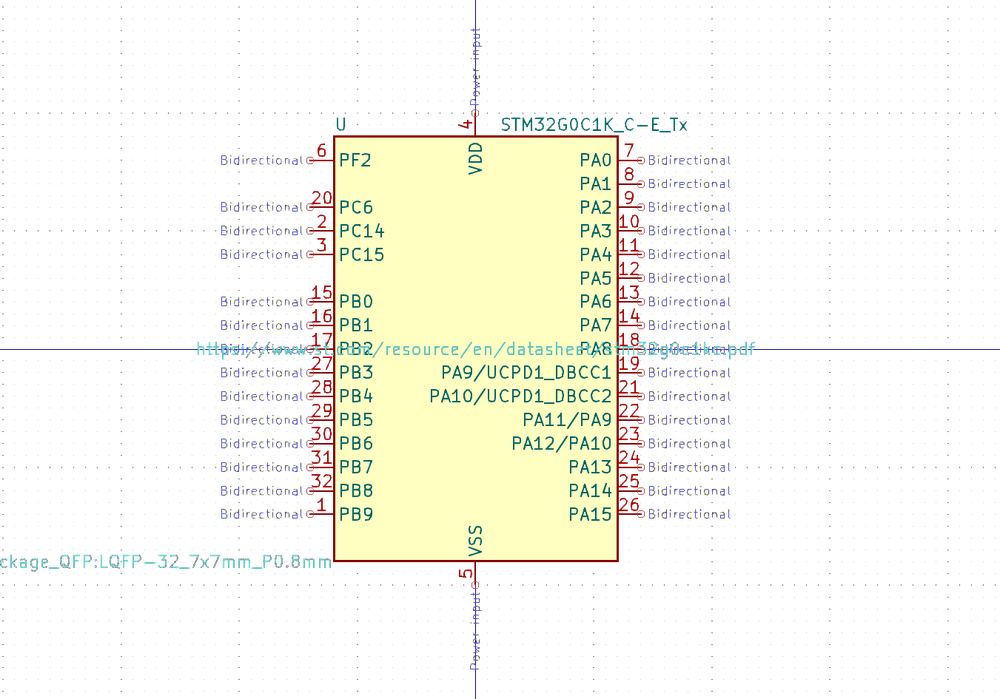 Power input
4
U STM32G0C1K_C-E_Tx
VDD
Bidirectional 6 PF2 PA0 7 Bidirectional
PA1 8 Bidirectional
Bidirectional 20 PC6 PA2 9 Bidirectional
Bidirectional 2 PC14 PA3 10 Bidirectional
Bidirectional 3 PC15 PA4 11 Bidirectional
PA5 12 Bidirectional
Bidirectional 15 PB0 PA6 13 Bidirectional
Bidirectional 16 PB1 PA7 14 Bidirectional
17 PA8 18
Bidirectional 27 PB3 PA9/UCPD1_DBCC1 19 Bidirectional
Bidirectional 28 PB4 PA10/UCPD1_DBCC2 21 Bidirectional
Bidirectional 29 PB5 PA11/PA9 22 Bidirectional
Bidirectional 30 PB6 PA12/PA10 23 Bidirectional
Bidirectional 31 PB7 PA13 24 Bidirectional
Bidirectional 32 PB8 PA14 25 Bidirectional
Bidirectional 1 PB9 PA15 26 Bidirectional
VSS
ckage_QFP:LQFP-32_7x7mm_P0.8mm
5
Power input